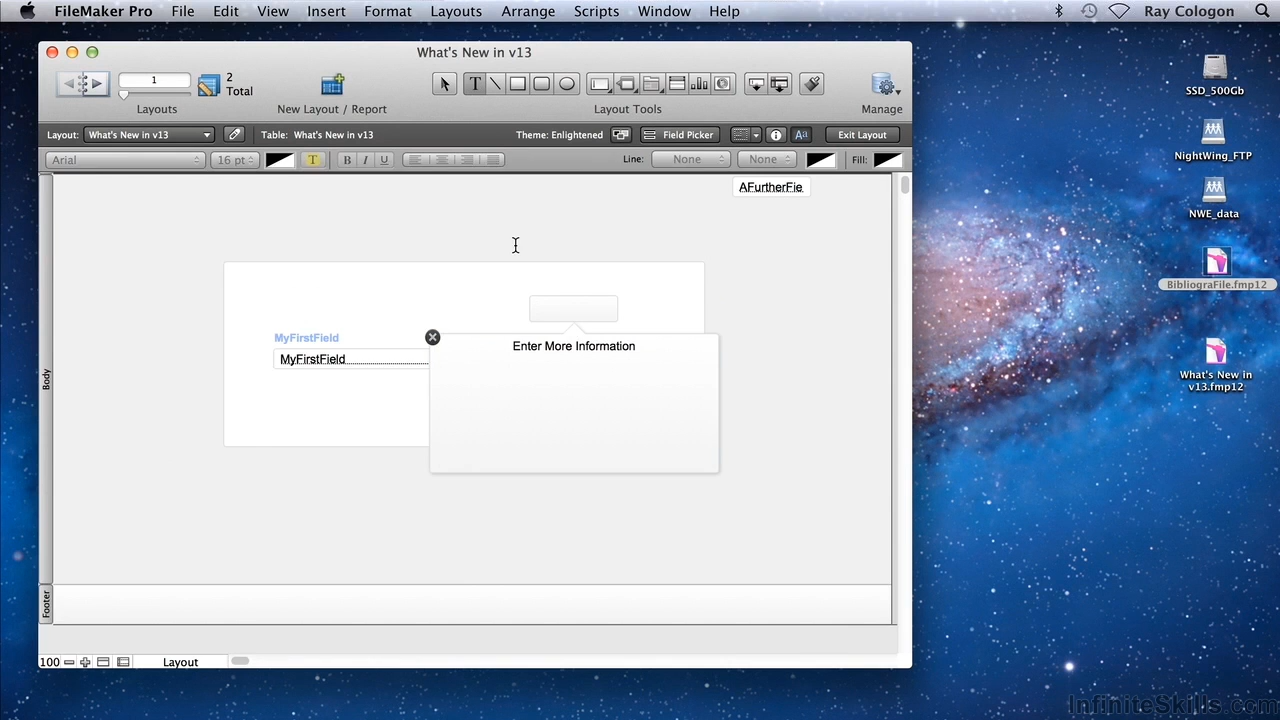 FileMaker Pro File Edit View Insert Format Layouts Arrange Scripts Window Help Ray Cologon
What's New in v13
1
2
Total
Layouts
New Layout / Report
Layout Tools
Manage
Layout: What's New in v13 Table: What's New in v13 Theme: Enlightened Field Picker Aa Exit Layout
Arial 16 pt T B I U Line: None None Fill:
AFurtherFie
MyFirstField
MyFirstField
Enter More Information
Body
Footer
100 Layout
SSD_500Gb
NightWing_FTP
NWE_data
BibliograFile.fmp12
What's New in
v13.fmp12
InfiniteSkills.com